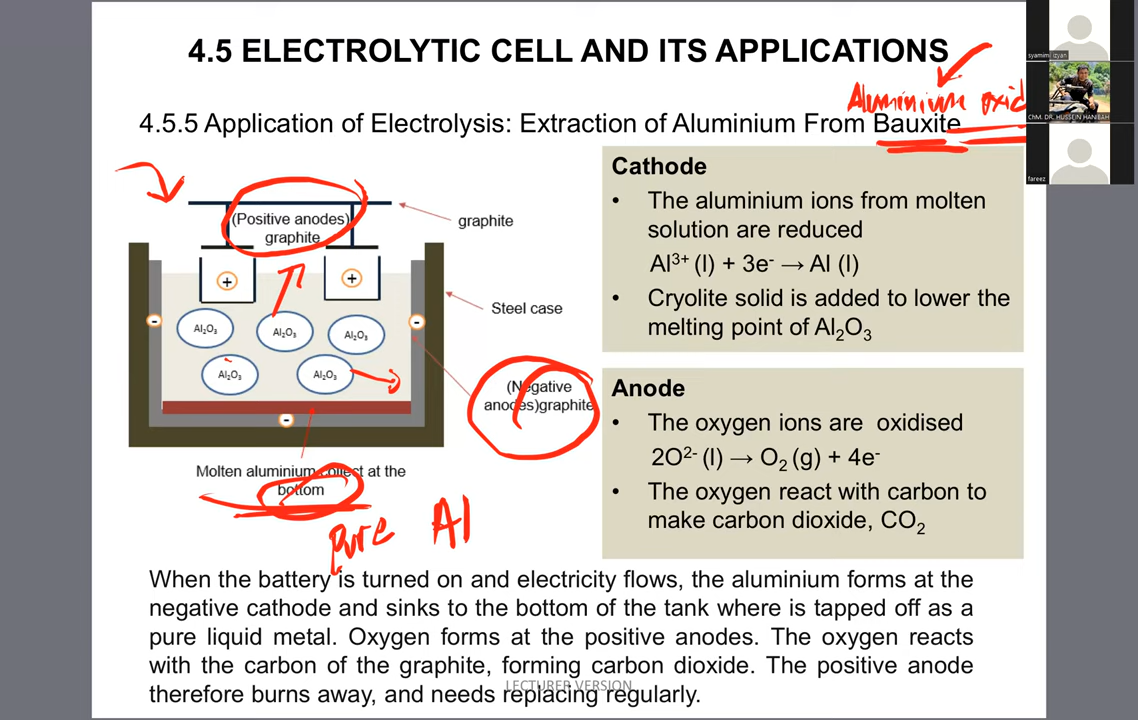 4.5 ELECTROLYTIC CELL AND ITS APPLICATIONS
Aluminium oxid
4.5.5 Application of Electrolysis: Extraction of Aluminium From Bauxite
syamimi izyan
ChM. DR. HUSSEIN HANIBAH
fareez
(Positive anodes)
graphite
graphite
+
+
Steel case
-
-
Al2O3
Al2O3
Al2O3
Al2O3
Al2O3
(Negative
anodes)graphite
-
Molten aluminium collect at the
bottom
pure Al
Cathode
• The aluminium ions from molten
solution are reduced
Al³⁺ (l) + 3e⁻ → Al (l)
• Cryolite solid is added to lower the
melting point of Al₂O₃
Anode
• The oxygen ions are oxidised
2O²⁻ (l) → O₂ (g) + 4e⁻
• The oxygen react with carbon to
make carbon dioxide, CO₂
When the battery is turned on and electricity flows, the aluminium forms at the
negative cathode and sinks to the bottom of the tank where is tapped off as a
pure liquid metal. Oxygen forms at the positive anodes. The oxygen reacts
with the carbon of the graphite, forming carbon dioxide. The positive anode
therefore burns away, and needs replacing regularly.
LECTURER VERSION